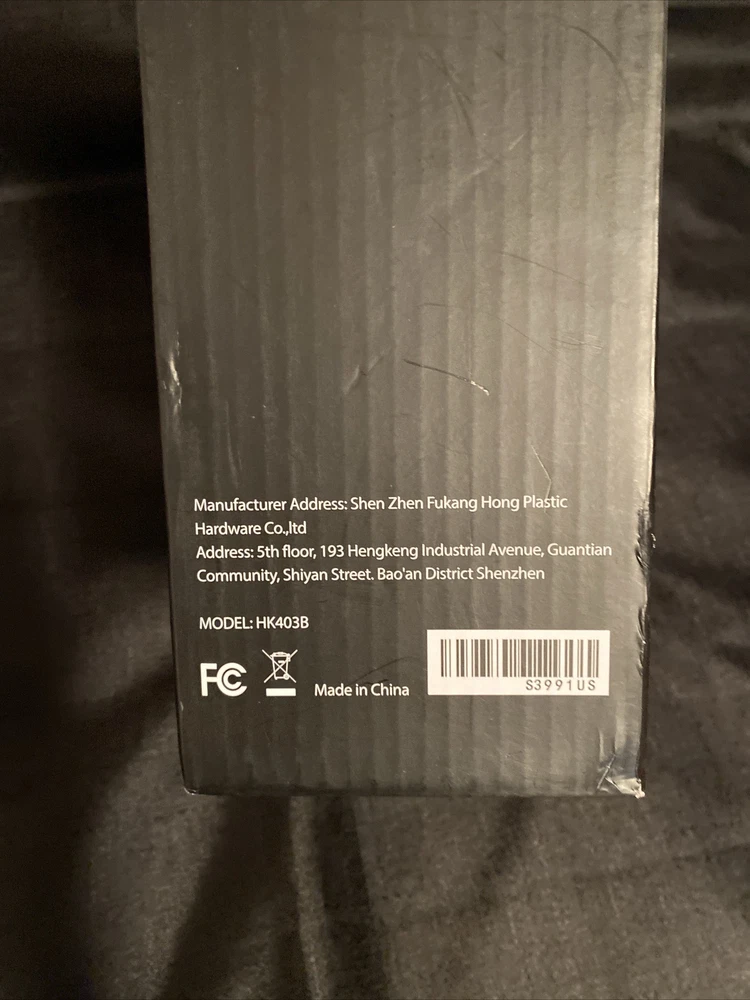 Manufacturer Address: Shen Zhen Fukang Hong Plastic
Hardware Co.,ltd
Address: 5th floor, 193 Hengkeng Industrial Avenue, Guantian
Community, Shiyan Street. Bao'an District Shenzhen
MODEL: HK403B
FC Made in China
S3991US